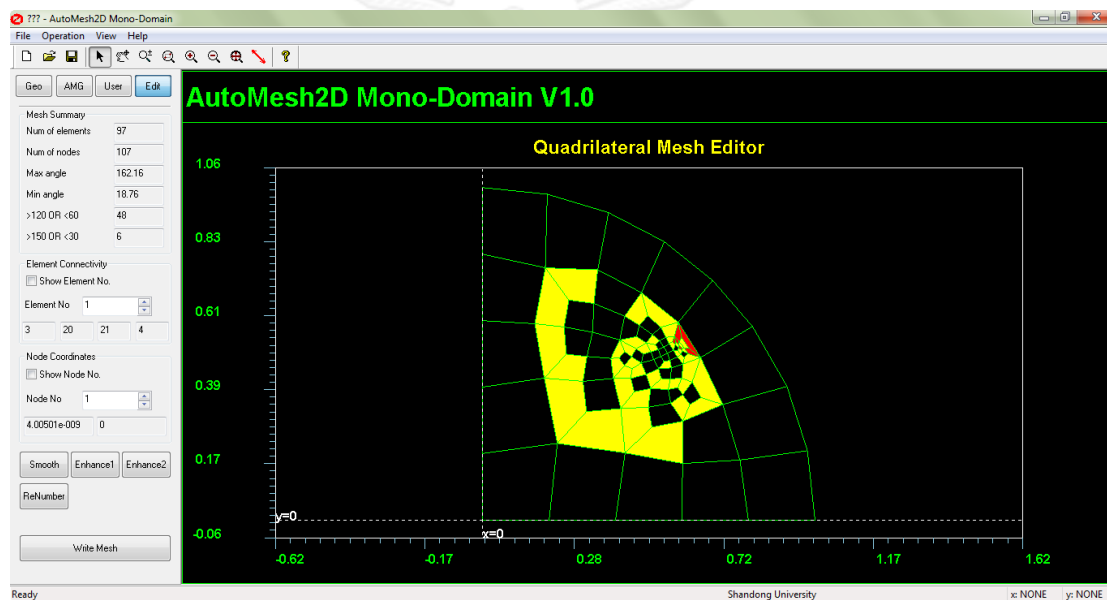 ??? - AutoMesh2D Mono-Domain
File Operation View Help
Geo AMG User Edit
AutoMesh2D Mono-Domain V1.0
Mesh Summary
Num of elements 97
Num of nodes 107
Max angle 162.16
Min angle 18.76
>120 OR <60 48
>150 OR <30 6
Element Connectivity
Show Element No.
Element No 1
3 20 21 4
Node Coordinates
Show Node No.
Node No 1
4.00501e-009 0
Smooth Enhance1 Enhance2
ReNumber
Write Mesh
Quadrilateral Mesh Editor
1.06
0.83
0.61
0.39
0.17
-0.06
y=0
x=0
-0.62 -0.17 0.28 0.72 1.17 1.62
Ready Shandong University x: NONE y: NONE